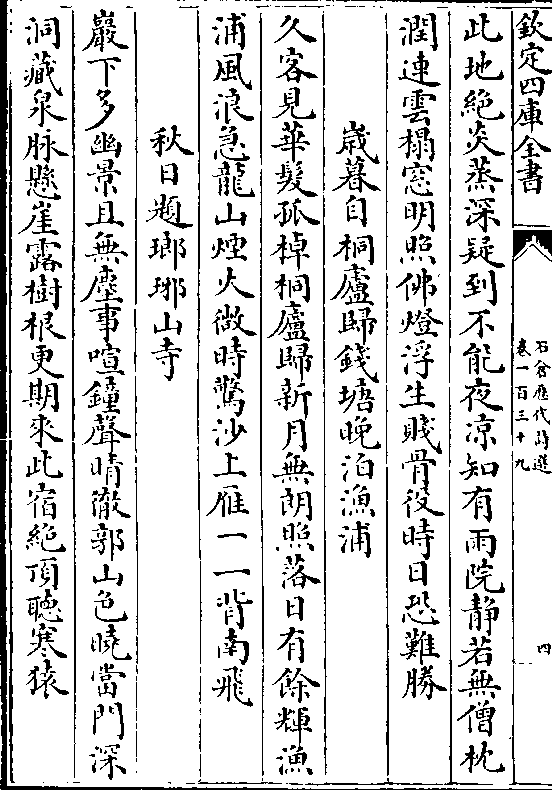 欽定四庫全書
石倉歴代詩選
卷一百三十九
四
此地絶炎蒸深疑到不能夜凉知有雨院静若無僧枕
潤連雲榻窓明照佛燈浮生賤骨役時日恐難勝
歳暮自桐廬歸錢塘晚泊漁浦
久客見華髮孤棹桐廬歸新月無朗照落日有餘輝漁
浦風浪急龍山煙火微時驚沙上雁一一背南飛
秋日題瑯琊山寺
巖下多幽景且無塵事喧鐘聲晴徹郭山色曉當門深
洞藏泉脉懸崖露樹根更期來此宿絶頂聽寒猿